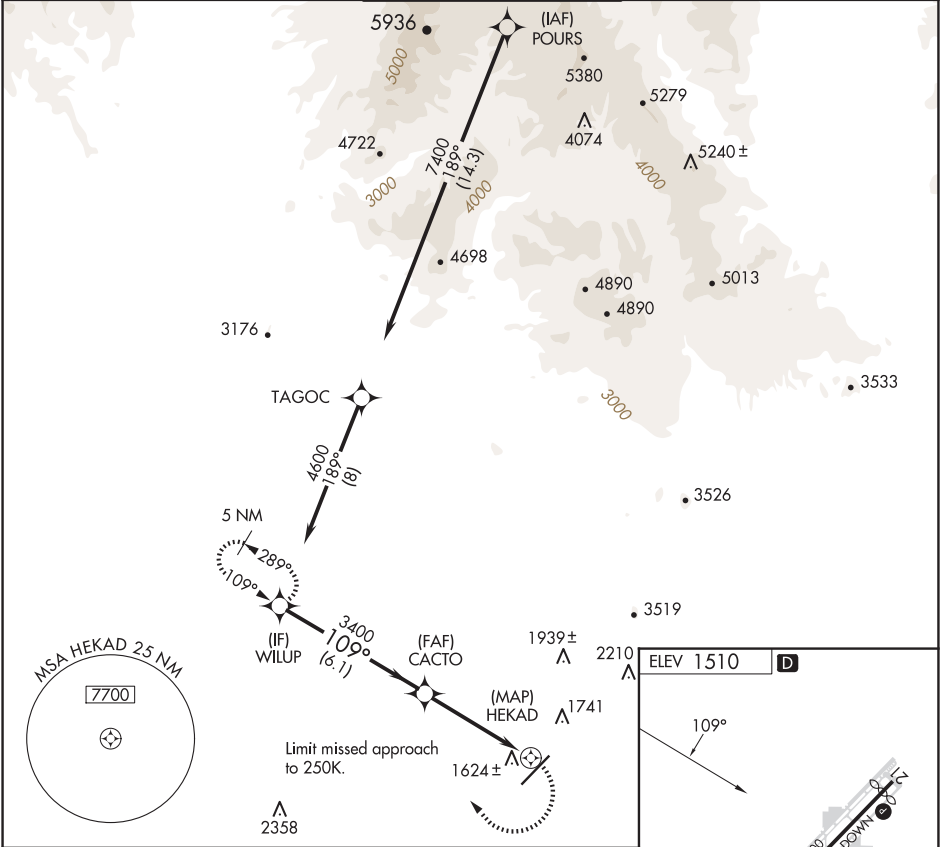 5936
(IAF)
POURS
5380
5279
5000
4074
4722
5240 ±
7400
189°
(14.3)
3000
4000
4000
4698
4890
5013
4890
3176
3533
TAGOC
3000
4600
189°
(8)
3526
5 NM
289°
109°
3519
(IF)
WILUP
3400
109°
(6.1)
(FAF)
CACTO
1939 ±
2210
ELEV 1510
D
MSA HEKAD 25 NM
7700
(MAP)
HEKAD
1741
109°
Limit missed approach
to 250K.
1624 ±
2358
21
P
DOWN